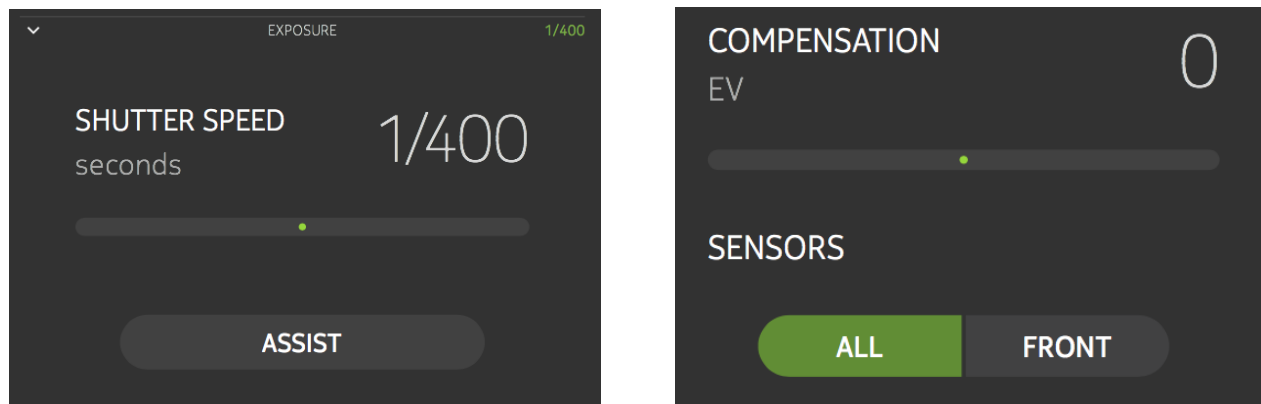 EXPOSURE 1/400
SHUTTER SPEED 1/400
seconds
ASSIST
COMPENSATION 0
EV
SENSORS
ALL FRONT